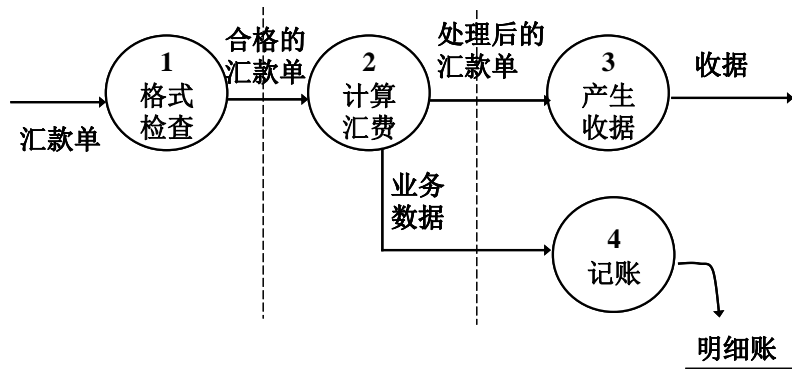 汇款单
1
格式
检查
合格的
汇款单
2
计算
汇费
处理后的
汇款单
3
产生
收据
收据
业务
数据
4
记账
明细账